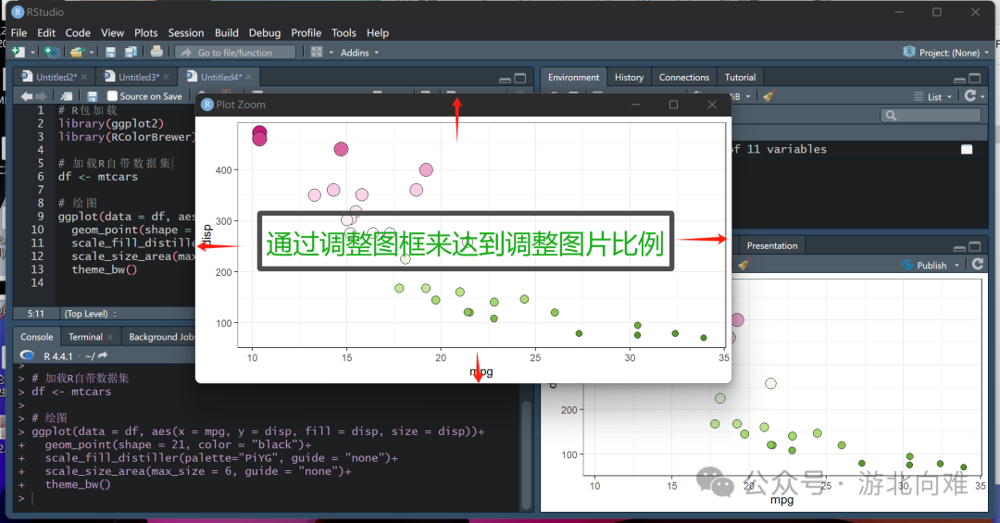 RStudio
File Edit Code View Plots Session Build Debug Profile Tools Help
Go to file/function Addins Project: (None)
Untitled2* Untitled3* Untitled4*
Source on Save
1 # R包加载
2 library(ggplot2)
3 library(RColorBrewer)
4
5 # 加载R自带数据集
6 df <- mtcars
7
8 # 绘图
9 ggplot(data = df, aes
10 geom_point(shape =
11 scale_fill_distille
12 scale_size_area(max
13 theme_bw()
14
5:11 (Top Level)
Console Terminal Background Jobs
R 4.4.1 · ~/
>
> # 加载R自带数据集
> df <- mtcars
>
> # 绘图
> ggplot(data = df, aes(x = mpg, y = disp, fill = disp, size = disp))+
+ geom_point(shape = 21, color = "black")+
+ scale_fill_distiller(palette="PiYG", guide = "none")+
+ scale_size_area(max_size = 6, guide = "none")+
+ theme_bw()
>
Plot Zoom
400
300
200
100
disp
通过调整图框来达到调整图片比例
10 15 20 25 30 35
mpg
Environment History Connections Tutorial
iB List
of 11 variables
Presentation
Publish
200
100
10 15 20 25 30 35
mpg
公众号 · 游北向难